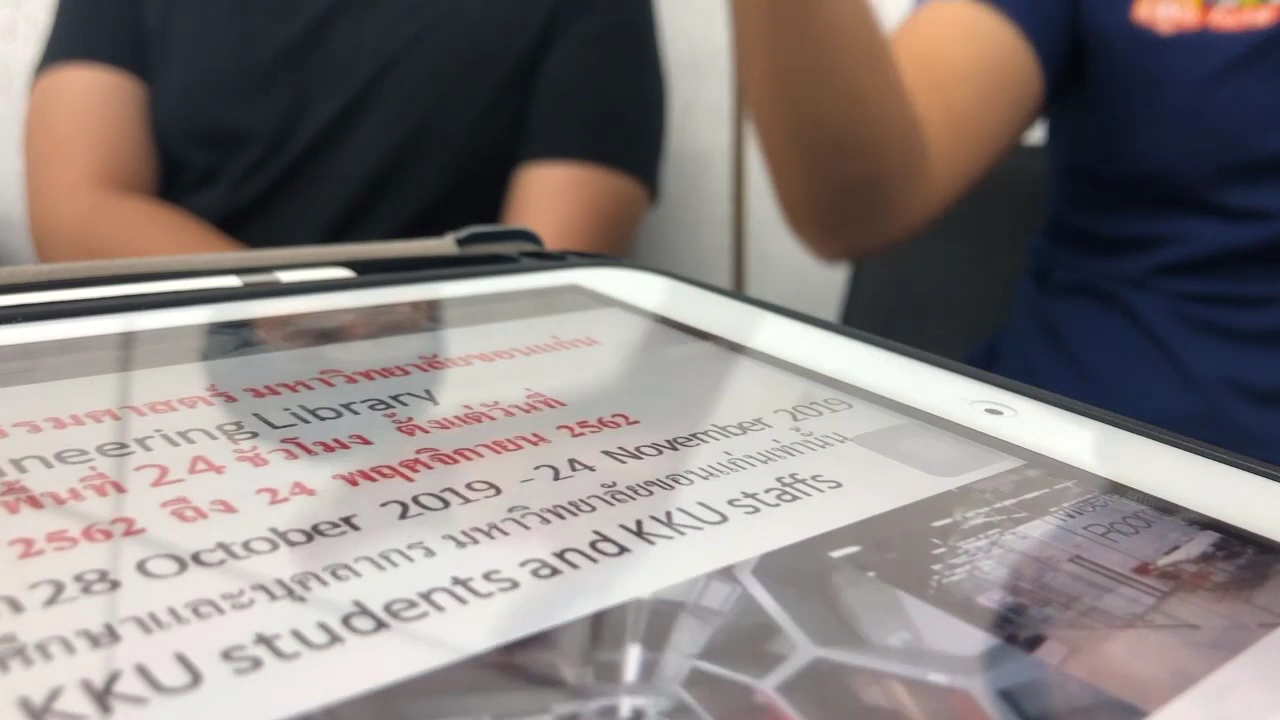 รรมศาสตร์ มหาวิทยาลัยขอนแก่น
ineering Library
พื้นที่ 24 ชั่วโมง ตั้งแต่วันที่
2562 ถึง 24 พฤศจิกายน 2562
28 October 2019 - 24 November 2019
ศึกษาและบุคลากร มหาวิทยาลัยขอนแก่นเท่านั้น
KKU students and KKU staffs
Room